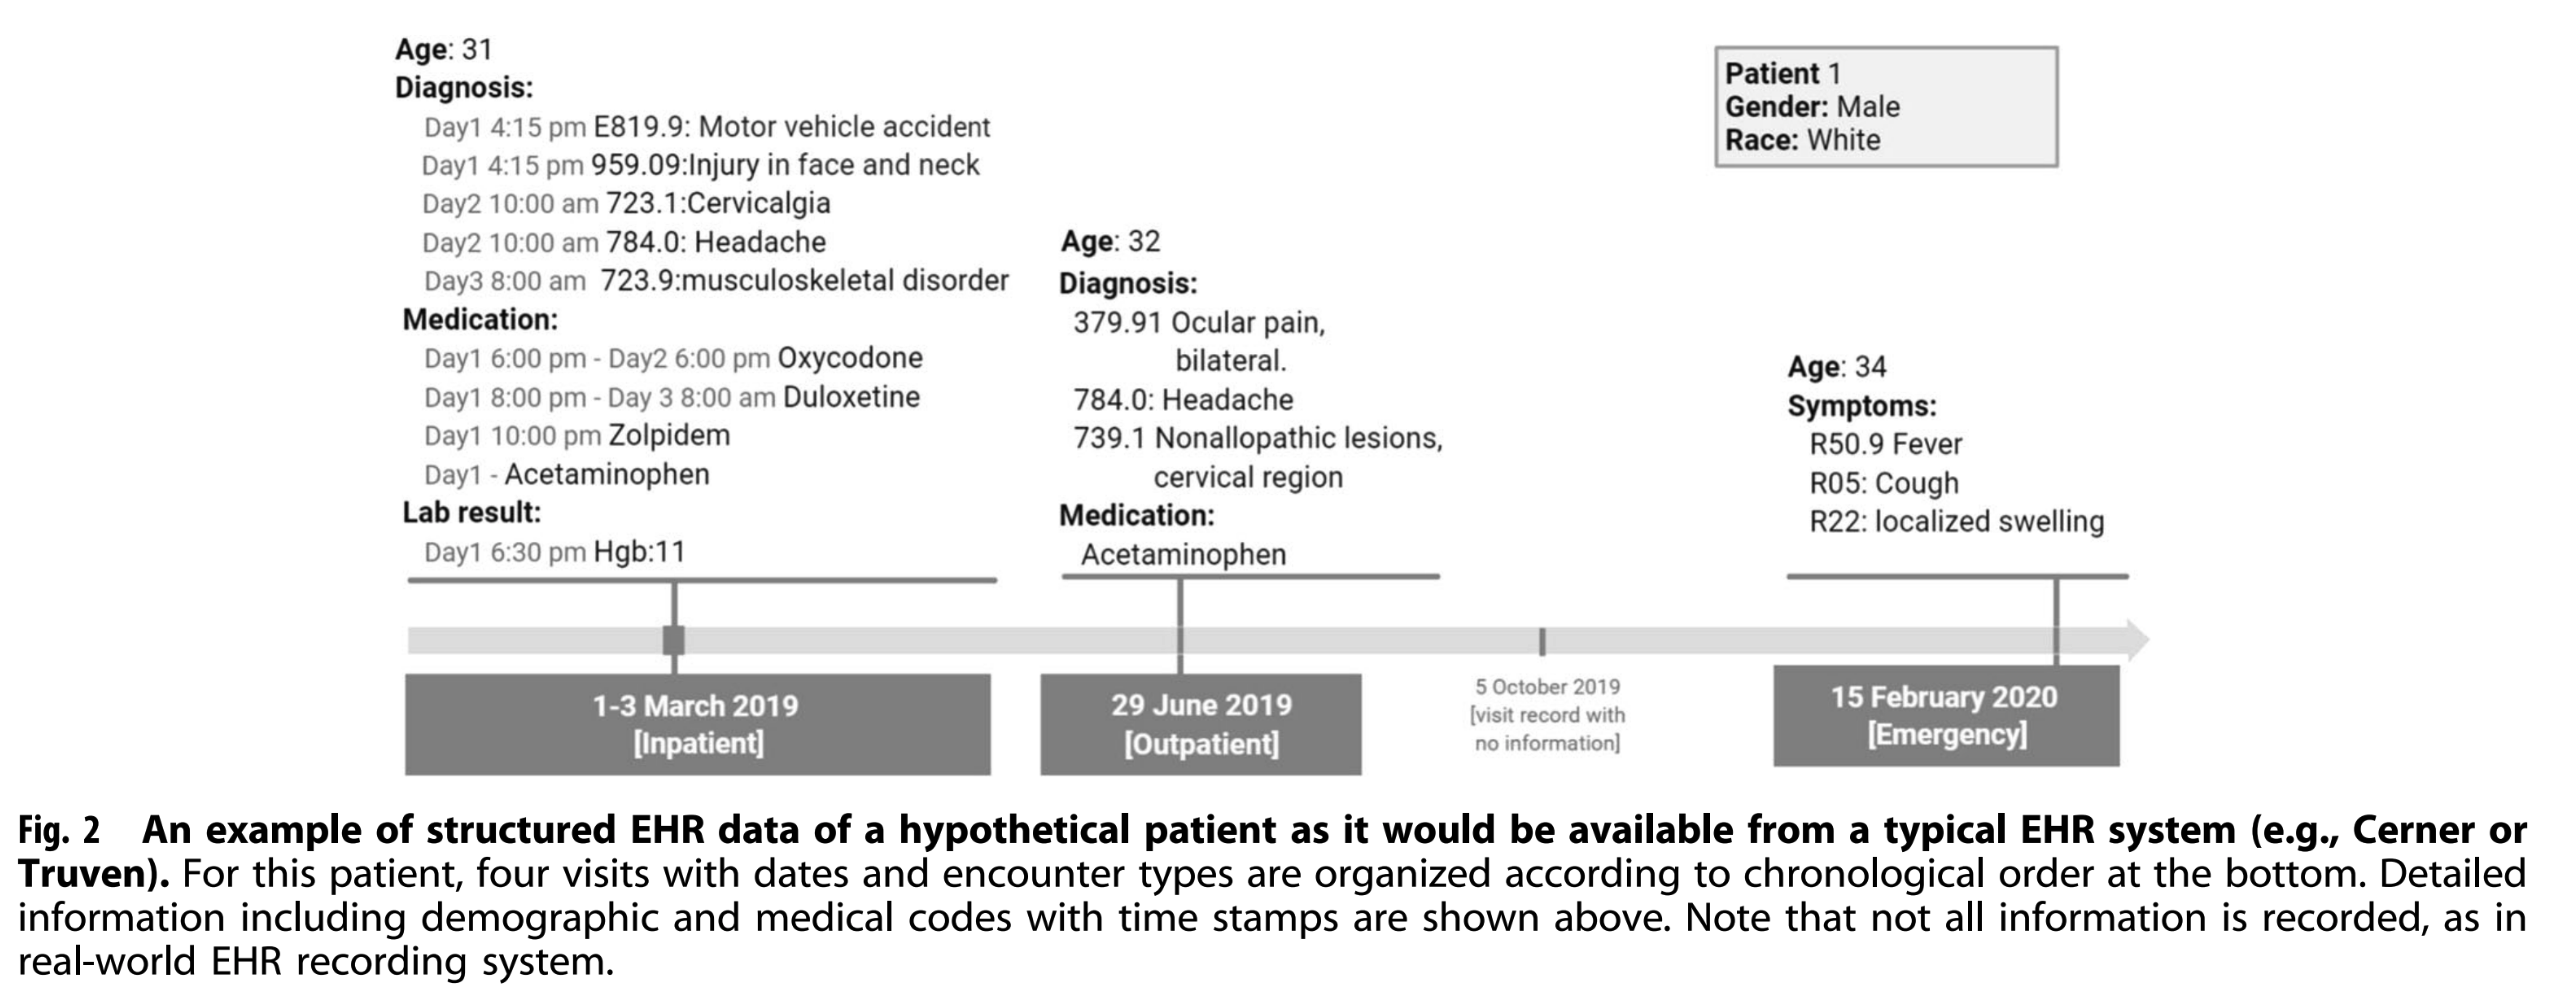 Age: 31
Diagnosis:
Day1 4:15 pm E819.9: Motor vehicle accident
Day1 4:15 pm 959.09:Injury in face and neck
Day2 10:00 am 723.1:Cervicalgia
Day2 10:00 am 784.0: Headache
Day3 8:00 am 723.9:musculoskeletal disorder
Medication:
Day1 6:00 pm - Day2 6:00 pm Oxycodone
Day1 8:00 pm - Day 3 8:00 am Duloxetine
Day1 10:00 pm Zolpidem
Day1 - Acetaminophen
Lab result:
Day1 6:30 pm Hgb:11
Age: 32
Diagnosis:
379.91 Ocular pain,
bilateral.
784.0: Headache
739.1 Nonallopathic lesions,
cervical region
Medication:
Acetaminophen
Patient 1
Gender: Male
Race: White
Age: 34
Symptoms:
R50.9 Fever
R05: Cough
R22: localized swelling
1-3 March 2019
[Inpatient]
29 June 2019
[Outpatient]
5 October 2019
[visit record with
no information]
15 February 2020
[Emergency]
Fig. 2 An example of structured EHR data of a hypothetical patient as it would be available from a typical EHR system (e.g., Cerner or
Truven). For this patient, four visits with dates and encounter types are organized according to chronological order at the bottom. Detailed
information including demographic and medical codes with time stamps are shown above. Note that not all information is recorded, as in
real-world EHR recording system.